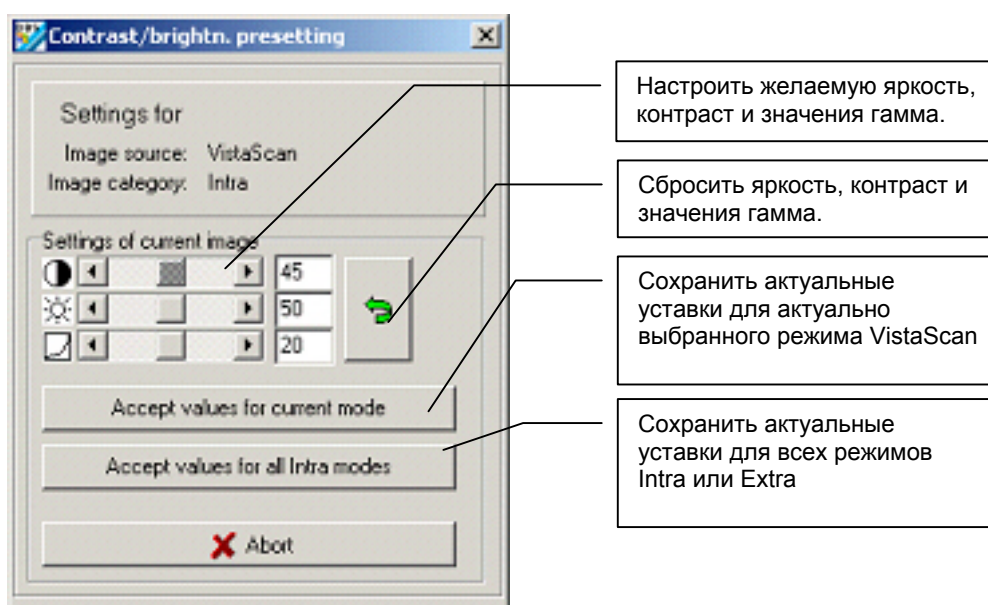 Contrast/brightn. presetting
Settings for
Image source: VistaScan
Image category: Intra
Settings of current image
45
50
20
Accept values for current mode
Accept values for all Intra modes
Abort
Настроить желаемую яркость,
контраст и значения гамма.
Сбросить яркость, контраст и
значения гамма.
Сохранить актуальные
уставки для актуально
выбранного режима VistaScan
Сохранить актуальные
уставки для всех режимов
Intra или Extra